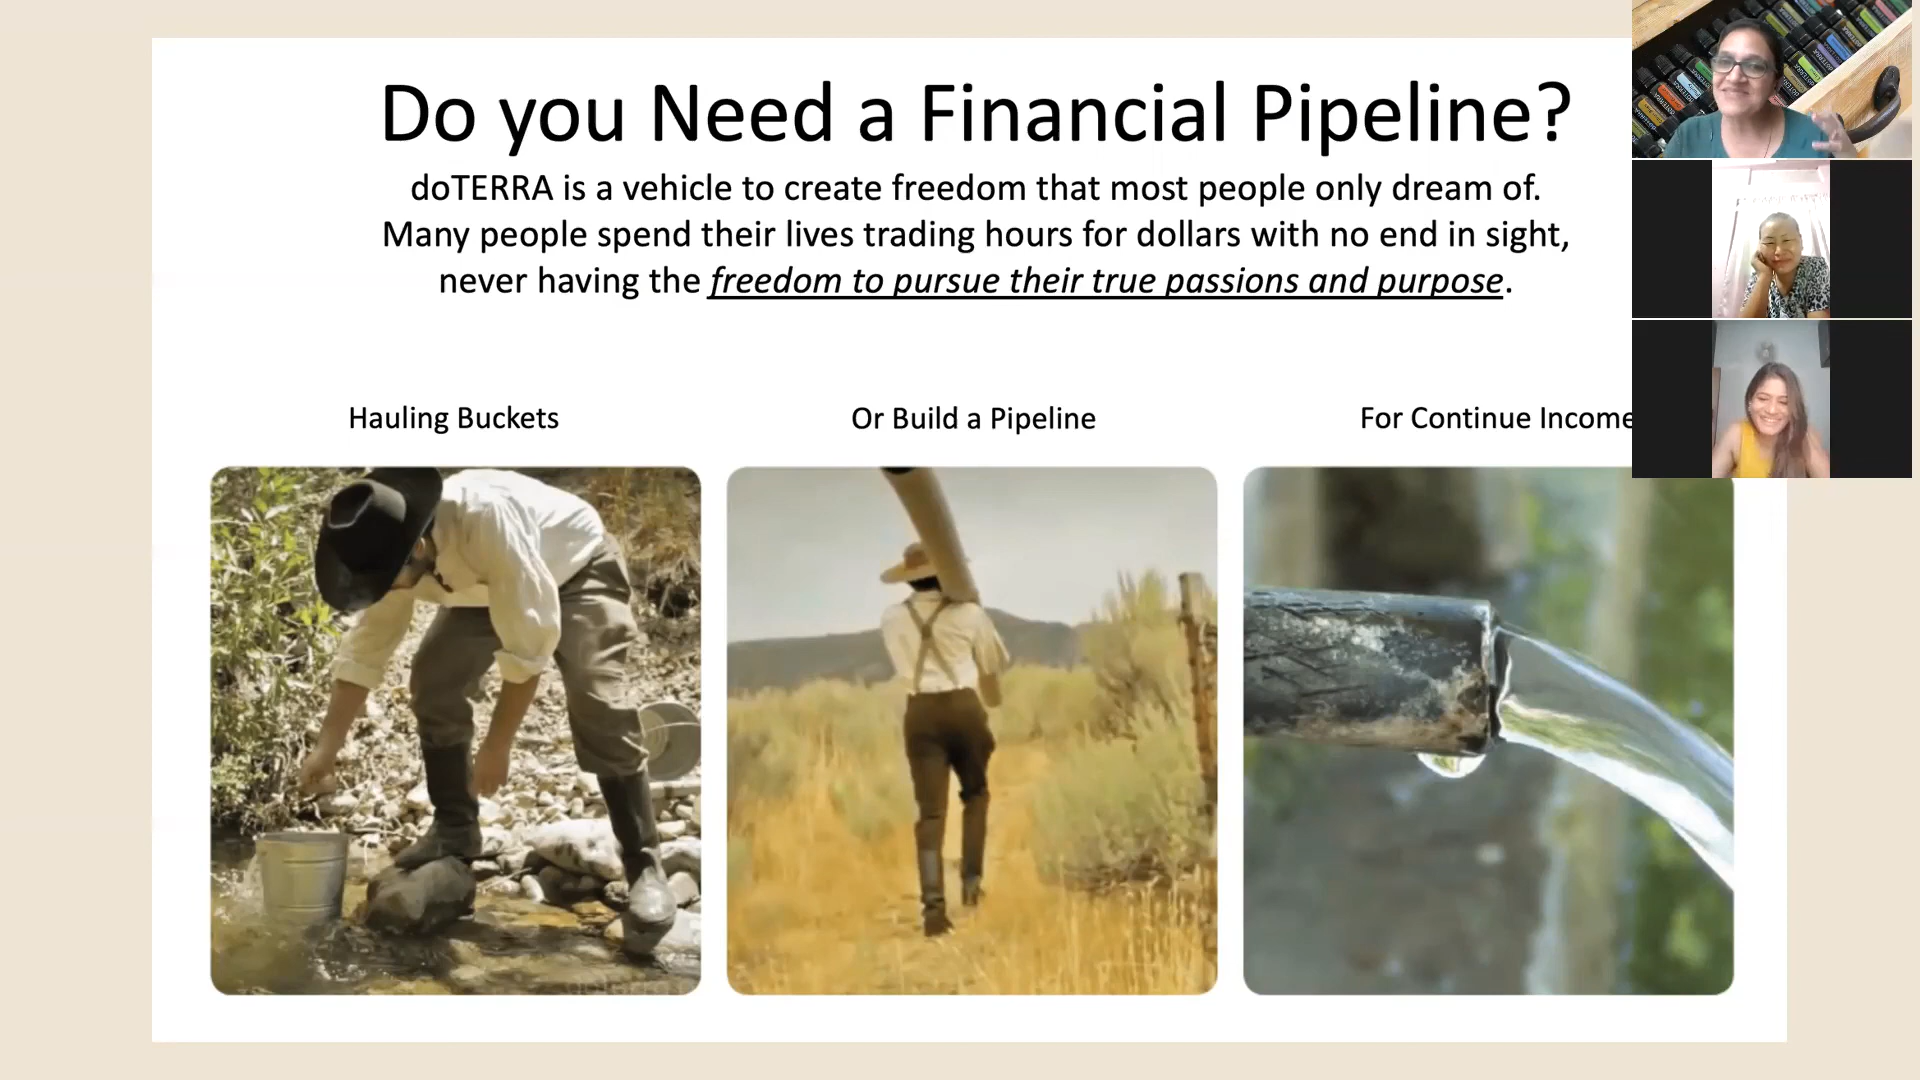 Do you Need a Financial Pipeline?
doTERRA is a vehicle to create freedom that most people only dream of.
Many people spend their lives trading hours for dollars with no end in sight,
never having the freedom to pursue their true passions and purpose.
Hauling Buckets
Or Build a Pipeline
For Continue Income